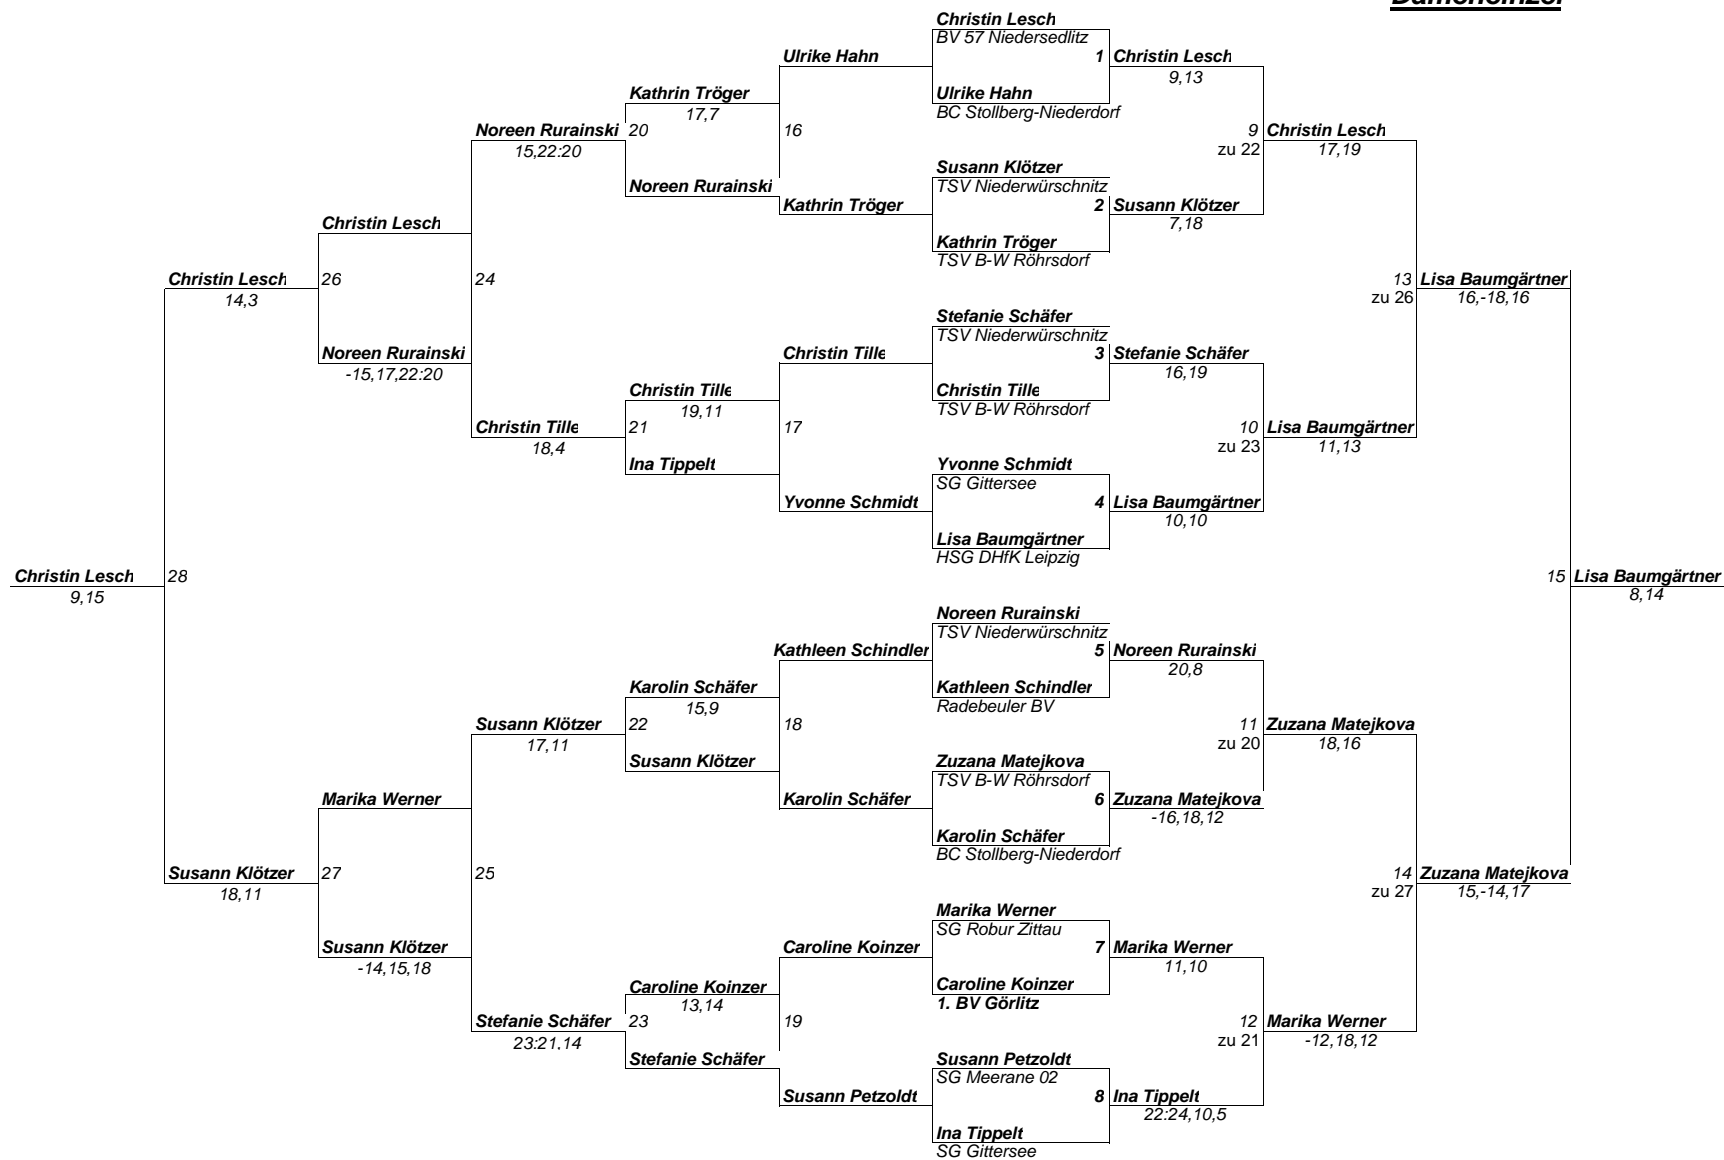 Dameneinzel
Christin Lesch
BV 57 Niedersedlitz
Ulrike Hahn
1 Christin Lesch
9,13
Kathrin Tröger
17,7
Ulrike Hahn
BC Stollberg-Niederdorf
Noreen Rurainski 20
15,22:20
16
9 Christin Lesch
zu 22
17,19
Susann Klötzer
TSV Niederwürschnitz
Noreen Rurainski
Kathrin Tröger
2 Susann Klötzer
7,18
Christin Lesch
Kathrin Tröger
TSV B-W Röhrsdorf
Christin Lesch 26
14,3
24
13 Lisa Baumgärtner
zu 26
16,-18,16
Stefanie Schäfer
TSV Niederwürschnitz
Noreen Rurainski
-15,17,22:20
Christin Tille
3 Stefanie Schäfer
16,19
Christin Tille
19,11
Christin Tille
TSV B-W Röhrsdorf
Christin Tille 21
18,4
17
10 Lisa Baumgärtner
zu 23
11,13
Ina Tippelt
Yvonne Schmidt
SG Gittersee
Yvonne Schmidt
4 Lisa Baumgärtner
10,10
Lisa Baumgärtner
HSG DHfK Leipzig
Christin Lesch 28
9,15
15 Lisa Baumgärtner
8,14
Noreen Rurainski
TSV Niederwürschnitz
Kathleen Schindler
5 Noreen Rurainski
20,8
Karolin Schäfer
15,9
Kathleen Schindler
Radebeuler BV
Susann Klötzer 22
17,11
18
11 Zuzana Matejkova
zu 20
18,16
Susann Klötzer
Zuzana Matejkova
TSV B-W Röhrsdorf
Marika Werner
Karolin Schäfer
6 Zuzana Matejkova
-16,18,12
Karolin Schäfer
BC Stollberg-Niederdorf
Susann Klötzer 27
18,11
25
14 Zuzana Matejkova
zu 27
15,-14,17
Marika Werner
SG Robur Zittau
Susann Klötzer
-14,15,18
Caroline Koinzer
7 Marika Werner
11,10
Caroline Koinzer
13,14
Caroline Koinzer
1. BV Görlitz
Stefanie Schäfer 23
23:21,14
19
12 Marika Werner
zu 21
-12,18,12
Stefanie Schäfer
Susann Petzoldt
SG Meerane 02
Susann Petzoldt
8 Ina Tippelt
22:24,10,5
Ina Tippelt
SG Gittersee